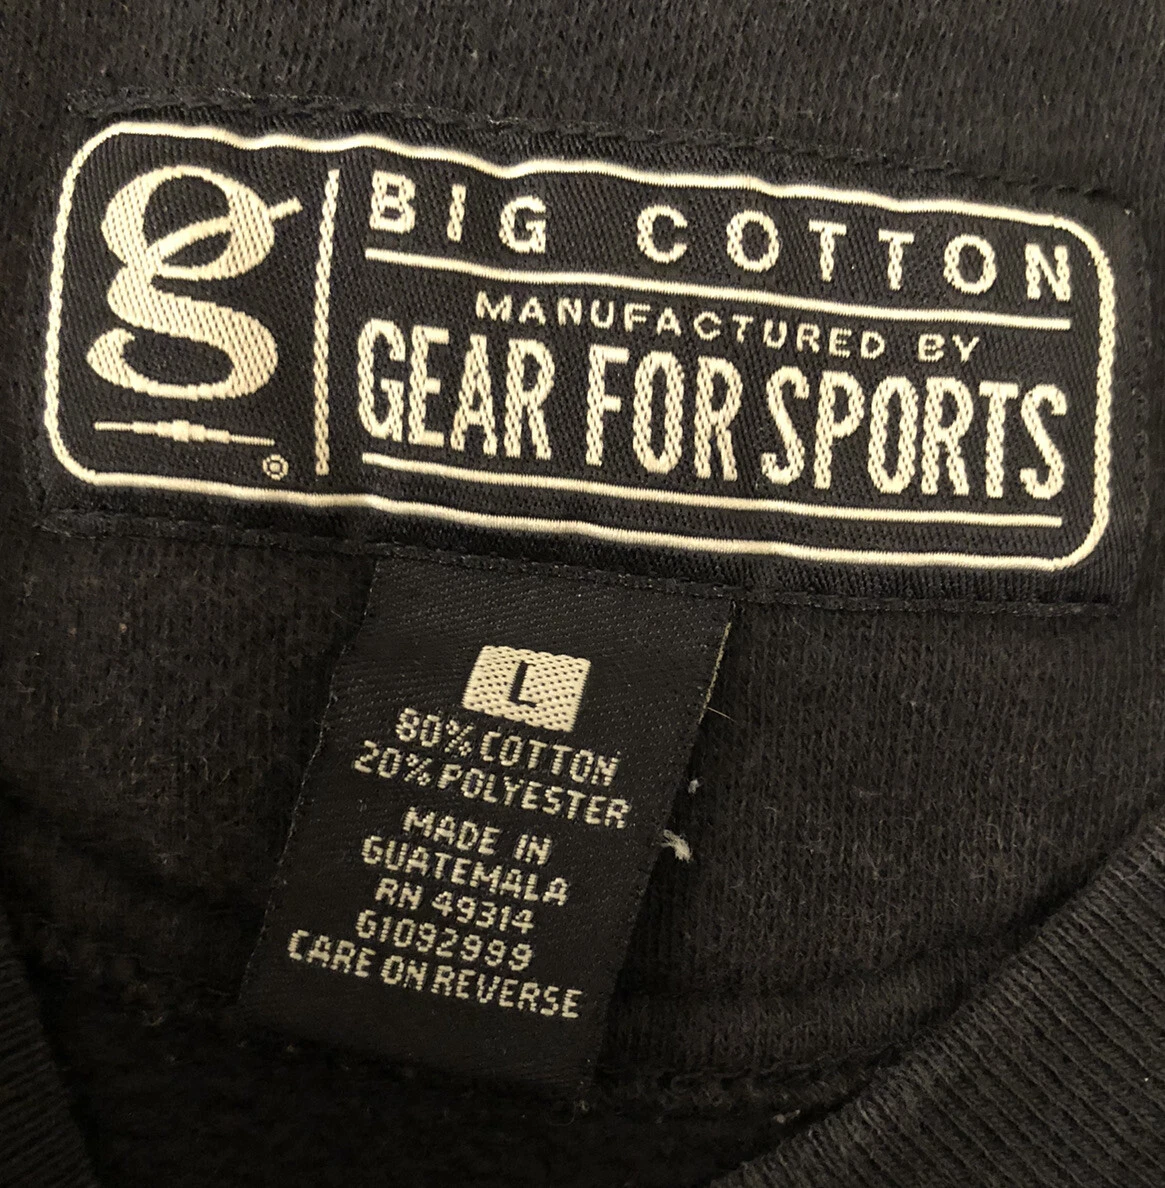 g
®
BIG COTTON
MANUFACTURED BY
GEAR FOR SPORTS
L
80% COTTON
20% POLYESTER
MADE IN
GUATEMALA
RN 49314
G1092999
CARE ON REVERSE